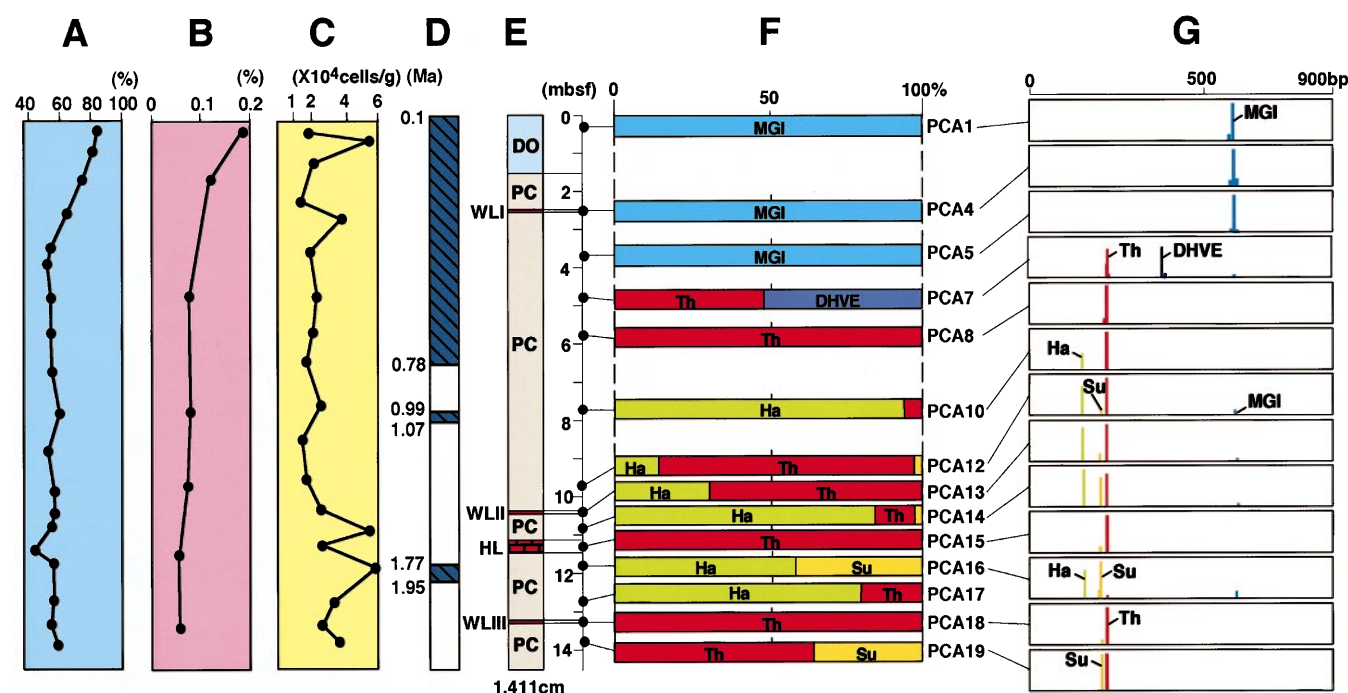 A B C D E F G
(%) (%) (X10⁴cells/g) (Ma) (mbsf) 0 50 100% 0 500 900bp
40 60 80 100 0 0.1 0.2 1 2 4 6
0.1
0.78
0.99
1.07
1.77
1.95
0
2
4
6
8
10
12
14
DO
PC
WLI
PC
WLII
PC
HL
PC
WLIII
PC
1,411cm
MGI PCA1
MGI PCA4
MGI PCA5
Th DHVE PCA7
Th PCA8
Ha PCA10
Ha Th PCA12
Ha Th PCA13
Ha Th PCA14
Th PCA15
Ha Su PCA16
Ha Th PCA17
Th PCA18
Th Su PCA19
MGI
Th DHVE
Ha
Su MGI
Ha Su
Th
Su